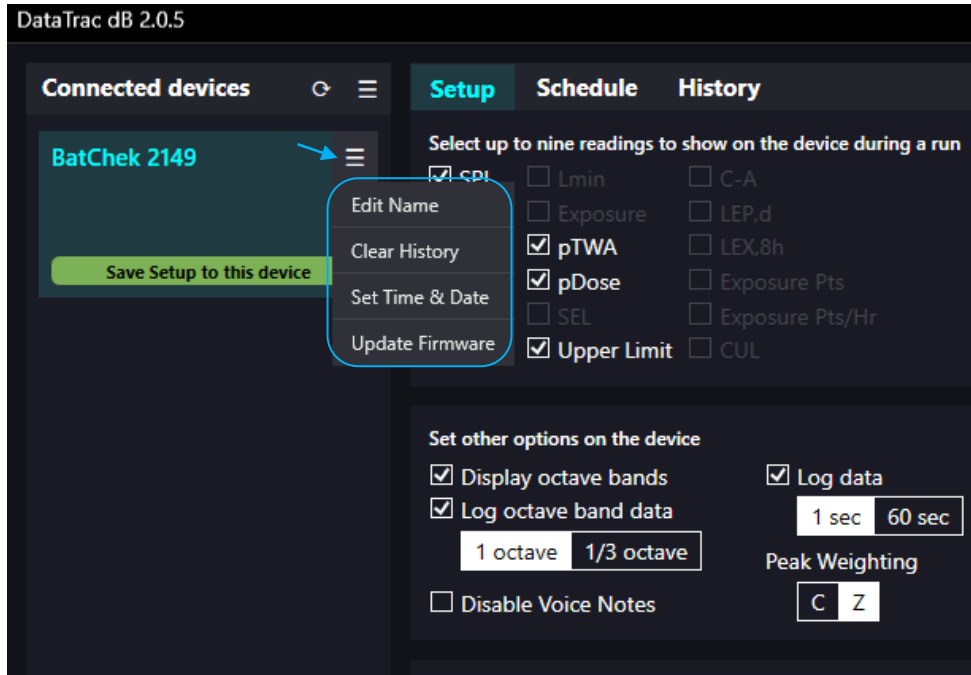 DataTrac dB 2.0.5
Connected devices
Setup Schedule History
BatChek 2149
Save Setup to this device
Edit Name
Clear History
Set Time & Date
Update Firmware
Select up to nine readings to show on the device during a run
SPL Lmin C-A
Exposure LEP,d
pTWA LEX,8h
pDose Exposure Pts
SEL Exposure Pts/Hr
Upper Limit CUL
Set other options on the device
Display octave bands Log data
Log octave band data 1 sec 60 sec
1 octave 1/3 octave Peak Weighting
Disable Voice Notes C Z